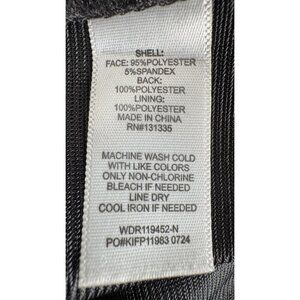 SHELL:
FACE: 95%POLYESTER
5%SPANDEX
BACK:
100%POLYESTER
LINING:
100%POLYESTER
MADE IN CHINA
RN#131335
MACHINE WASH COLD
WITH LIKE COLORS
ONLY NON-CHLORINE
BLEACH IF NEEDED
LINE DRY
COOL IRON IF NEEDED
WDR119452-N
PO#KIFP11983 0724